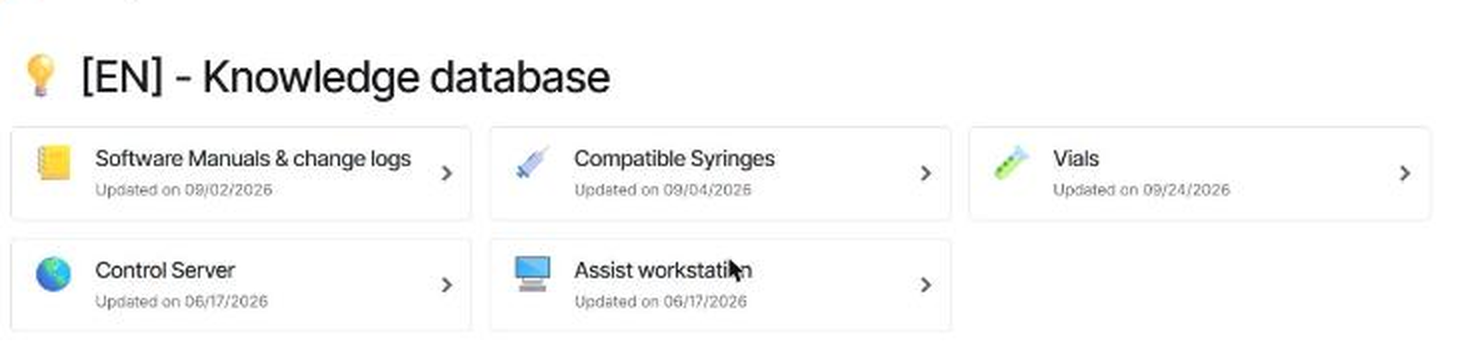 [EN] - Knowledge database
Software Manuals & change logs
Updated on 09/02/2026
Compatible Syringes
Updated on 09/04/2026
Vials
Updated on 09/24/2026
Control Server
Updated on 06/17/2026
Assist workstation
Updated on 06/17/2026